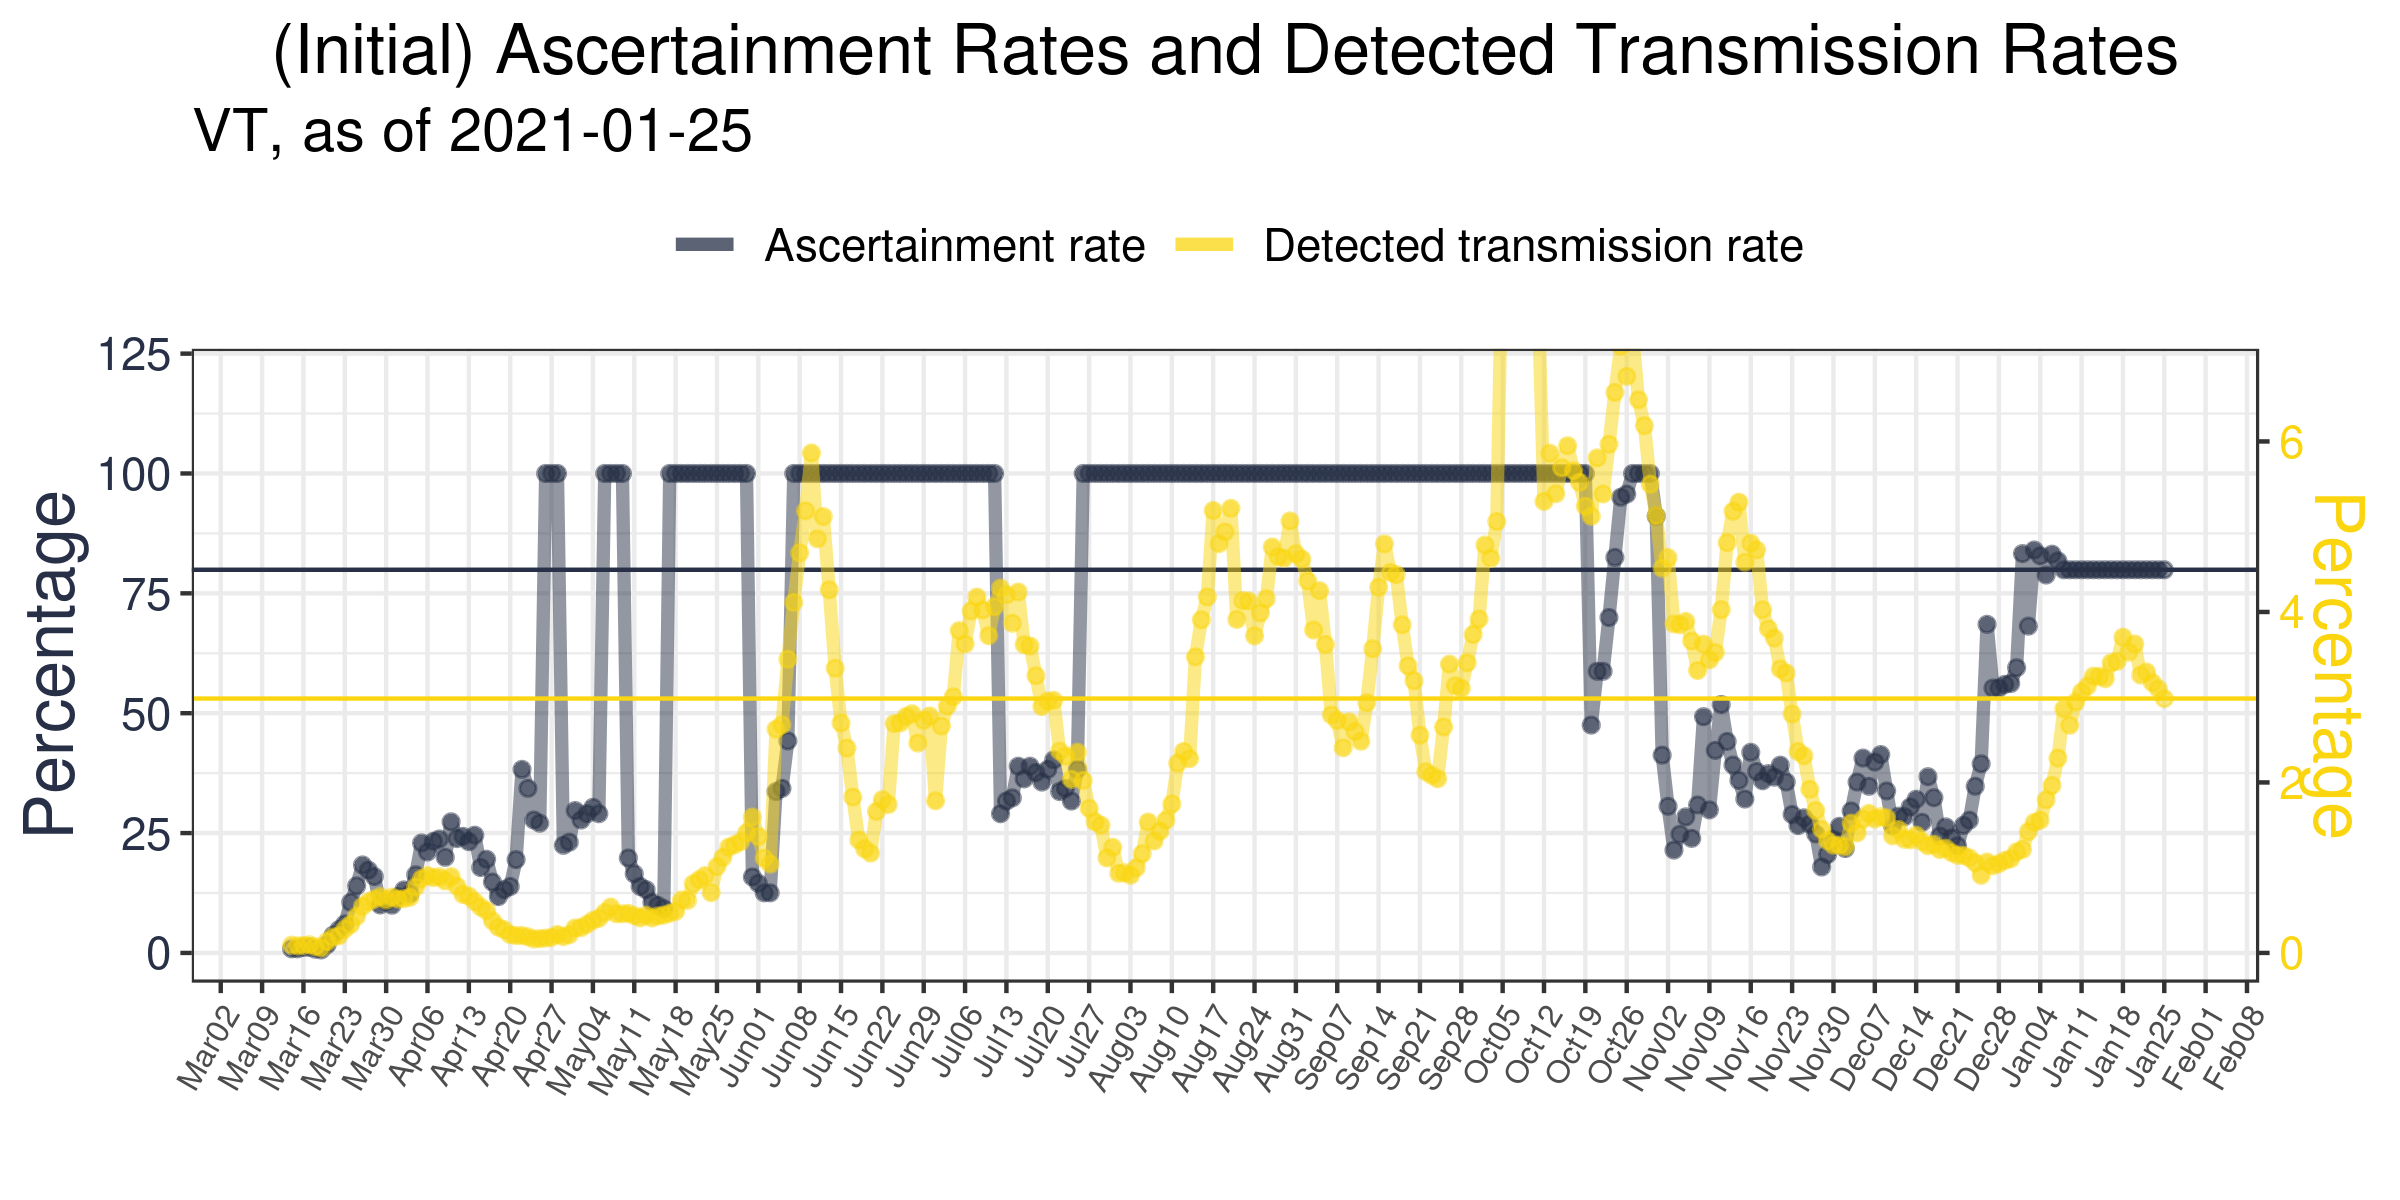 (Initial) Ascertainment Rates and Detected Transmission Rates
VT, as of 2021-01-25
Ascertainment rate Detected transmission rate
125
100
75
50
25
0
Percentage
6
4
2
0
Percentage
Mar02 Mar09 Mar16 Mar23 Mar30 Apr06 Apr13 Apr20 Apr27 May04 May11 May18 May25 Jun01 Jun08 Jun15 Jun22 Jun29 Jul06 Jul13 Jul20 Jul27 Aug03 Aug10 Aug17 Aug24 Aug31 Sep07 Sep14 Sep21 Sep28 Oct05 Oct12 Oct19 Oct26 Nov02 Nov09 Nov16 Nov23 Nov30 Dec07 Dec14 Dec21 Dec28 Jan04 Jan11 Jan18 Jan25 Feb01 Feb08